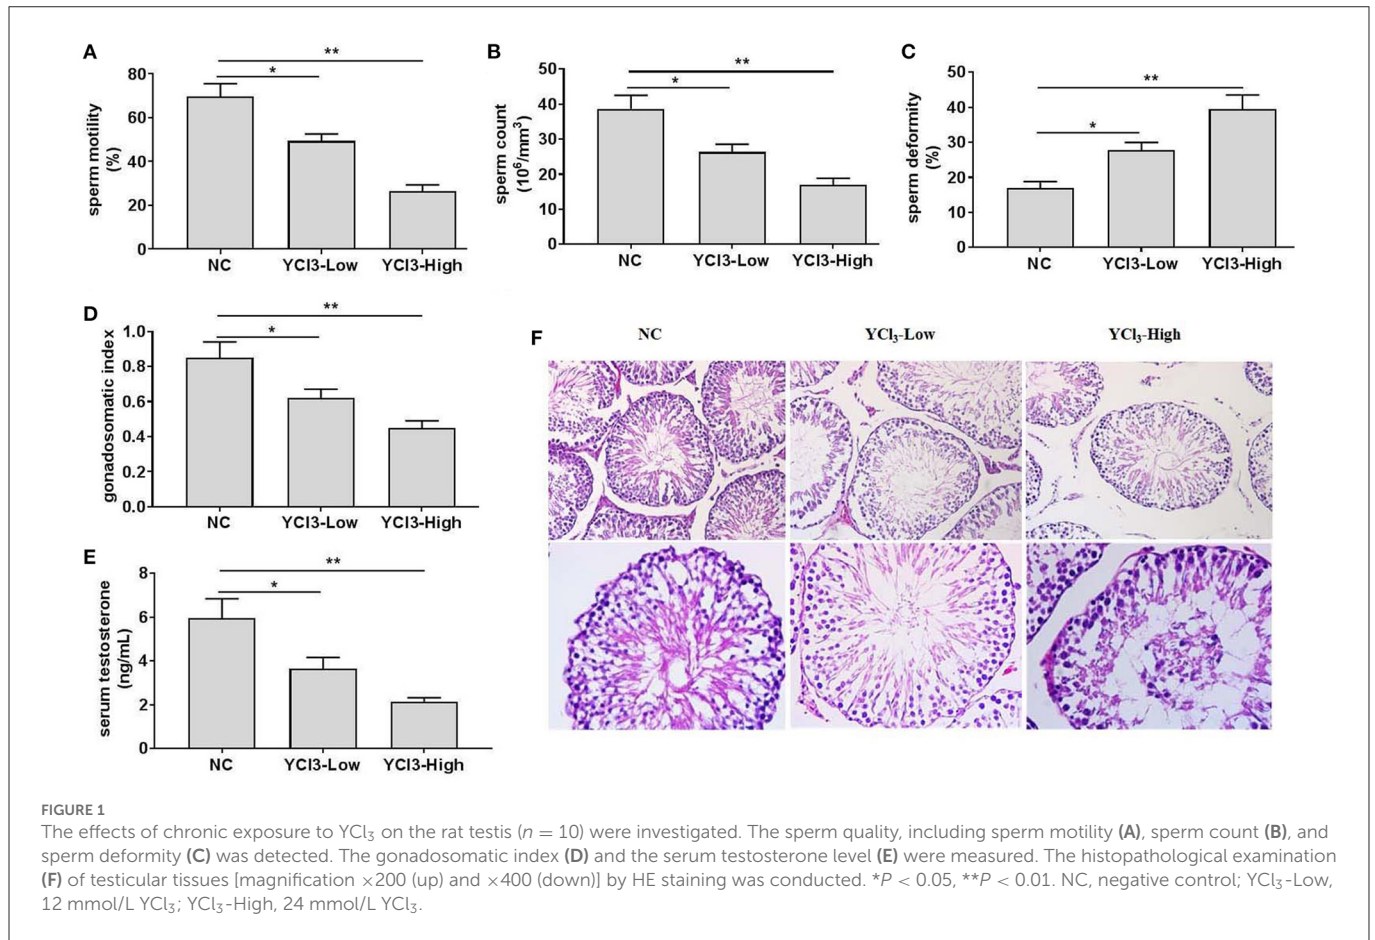 A
**
*
80
60
40
20
0
sperm motility
(%)
NC
YCl3-Low
YCl3-High
B
**
*
50
40
30
20
10
0
sperm count
(10⁶/mm³)
NC
YCl3-Low
YCl3-High
C
**
*
50
40
30
20
10
0
sperm deformity
(%)
NC
YCl3-Low
YCl3-High
D
**
*
1.0
0.8
0.6
0.4
0.2
0.0
gonadosomatic index
NC
YCl3-Low
YCl3-High
E
**
*
8
6
4
2
0
serum testosterone
(ng/mL)
NC
YCl3-Low
YCl3-High
F
NC
YCl₃-Low
YCl₃-High
FIGURE 1
The effects of chronic exposure to YCl₃ on the rat testis (n = 10) were investigated. The sperm quality, including sperm motility (A), sperm count (B), and
sperm deformity (C) was detected. The gonadosomatic index (D) and the serum testosterone level (E) were measured. The histopathological examination
(F) of testicular tissues [magnification ×200 (up) and ×400 (down)] by HE staining was conducted. *P < 0.05, **P < 0.01. NC, negative control; YCl₃-Low,
12 mmol/L YCl₃; YCl₃-High, 24 mmol/L YCl₃.